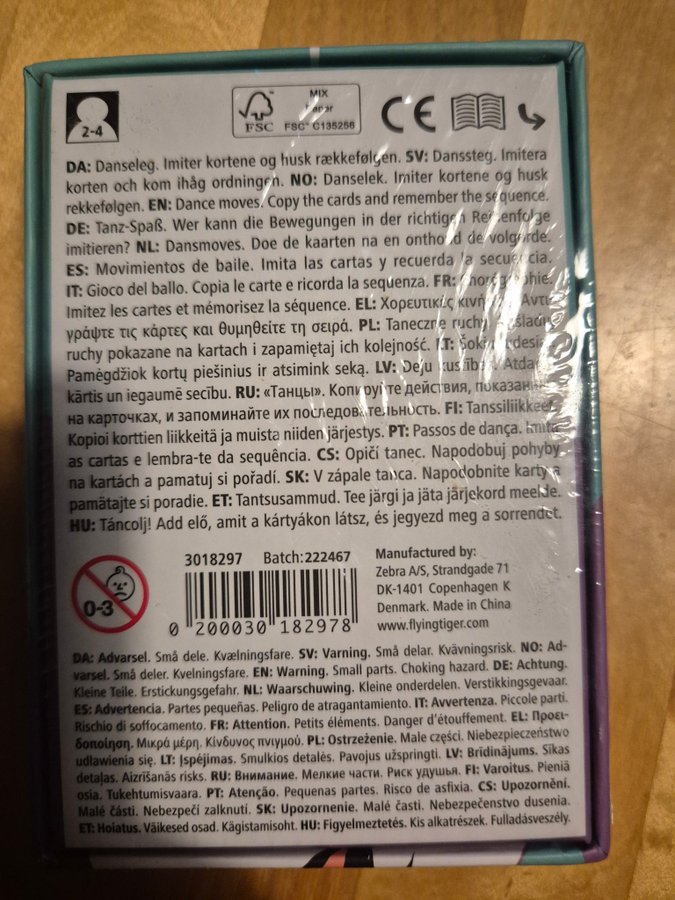 2-4
FSC
MIX
FSC® C135256
CE
DA: Danseleg. Imiter kortene og husk rækkefølgen. SV: Danssteg. Imitera
korten och kom ihåg ordningen. NO: Danselek. Imiter kortene og husk
rekkefølgen. EN: Dance moves. Copy the cards and remember the sequence.
DE: Tanz-Spaß. Wer kann die Bewegungen in der richtigen Reihenfolge
imitieren? NL: Dansmoves. Doe de kaarten na en onthoud de volgorde.
ES: Movimientos de baile. Imita las cartas y recuerda la secuencia.
IT: Gioco del ballo. Copia le carte e ricorda la sequenza. FR: Chorégraphie.
Imitez les cartes et mémorisez la séquence. EL: Χορευτικές
γράψτε τις κάρτες και θυμηθείτε τη σειρά. PL: Taneczne ruchy.
ruchy pokazane na kartach i zapamiętaj ich kolejność. LT:
Pamėgdžiok kortų piešinius ir atsimink seką. LV: Deju
kārtis un iegaumē secību. RU: «Танцы». Копируйте действия,
на карточках, и запоминайте их последовательность. FI: Tanssiliikkeet.
Kopioi korttien liikkeitä ja muista niiden järjestys. PT: Passos de dança. Imita
as cartas e lembra-te da sequência. CS: Opičí tanec. Napodobuj pohyby
na kartách a pamatuj si pořadí. SK: V zápale tanca. Napodobnite karty a
pamätajte si poradie. ET: Tantsusammud. Tee järgi ja jäta järjekord meelde.
HU: Táncolj! Add elő, amit a kártyákon látsz, és jegyezd meg a sorrendet.
0-3
3018297 Batch:222467
0 200030 182978
Manufactured by:
Zebra A/S, Strandgade 71
DK-1401 Copenhagen K
Denmark. Made in China
www.flyingtiger.com
DA: Advarsel. Små dele. Kvælningsfare. SV: Varning. Små delar. Kvävningsrisk. NO: Ad-
varsel. Små deler. Kvelningsfare. EN: Warning. Small parts. Choking hazard. DE: Achtung.
Kleine Teile. Erstickungsgefahr. NL: Waarschuwing. Kleine onderdelen. Verstikkingsgevaar.
ES: Advertencia. Partes pequeñas. Peligro de atragantamiento. IT: Avvertenza. Piccole parti.
Rischio di soffocamento. FR: Attention. Petits éléments. Danger d'étouffement. EL: Προει-
δοποίηση. Μικρά μέρη. Κίνδυνος πνιγμού. PL: Ostrzeżenie. Małe części. Niebezpieczeństwo
udławienia się. LT: Įspėjimas. Smulkios detalės. Pavojus užspringti. LV: Brīdinājums. Sīkas
detaļas. Aizrīšanās risks. RU: Внимание. Мелкие части. Риск удушья. FI: Varoitus. Pieniä
osia. Tukehtumisvaara. PT: Atenção. Pequenas partes. Risco de asfixia. CS: Upozornění.
Malé části. Nebezpečí zalknutí. SK: Upozornenie. Malé časti. Nebezpečenstvo dusenia.
ET: Hoiatus. Väikesed osad. Kägistamisoht. HU: Figyelmeztetés. Kis alkatrészek. Fulladásveszély.